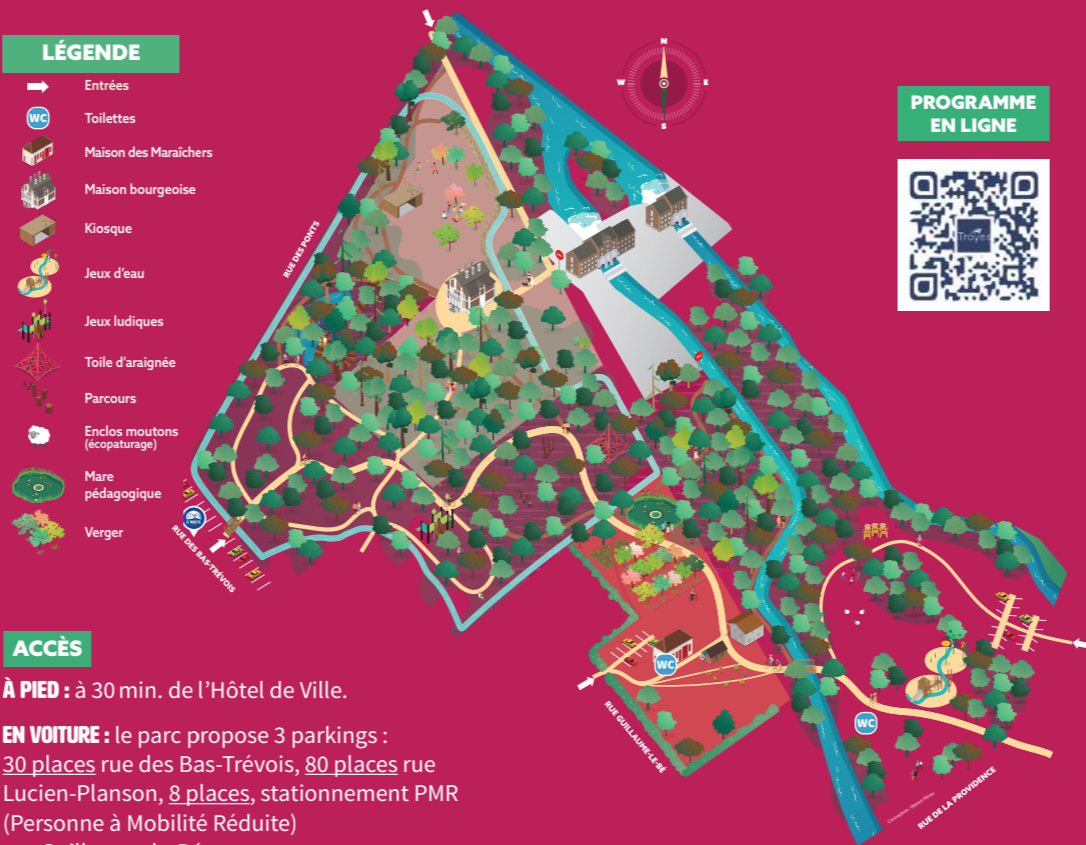 LÉGENDE
Entrées
WC
Toilettes
Maison des Maraîchers
Maison bourgeoise
Kiosque
Jeux d'eau
Jeux ludiques
Toile d'araignée
Parcours
Enclos moutons
(écopaturage)
Mare
pédagogique
Verger
N
W
E
S
RUE DES PONTS
RUE DES BAS-TRÉVOIS
WC
RUE GUILLAUME-LE-BÉ
WC
RUE DE LA PROVIDENCE
PROGRAMME
EN LIGNE
Troyes
ACCÈS
À PIED : à 30 min. de l'Hôtel de Ville.
EN VOITURE : le parc propose 3 parkings :
30 places rue des Bas-Trévois, 80 places rue
Lucien-Planson, 8 places, stationnement PMR
(Personne à Mobilité Réduite)